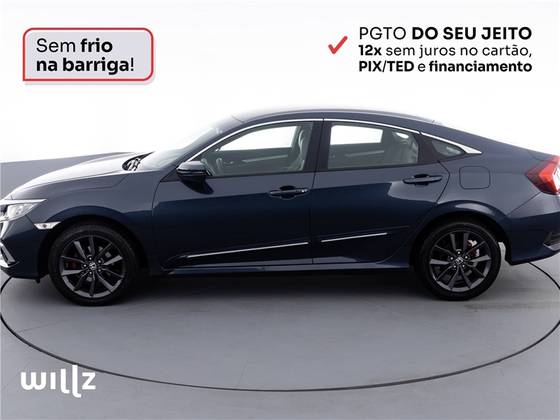 Sem frio
na barriga!
PGTO DO SEU JEITO
12x sem juros no cartão,
PIX/TED e financiamento
willz